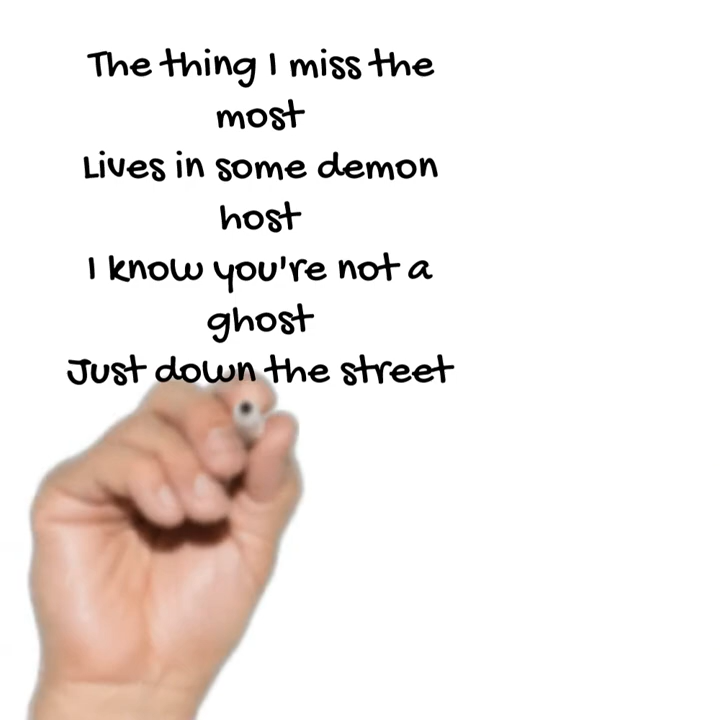 The thing I miss the
most
Lives in some demon
host
I know you're not a
ghost
Just down the street